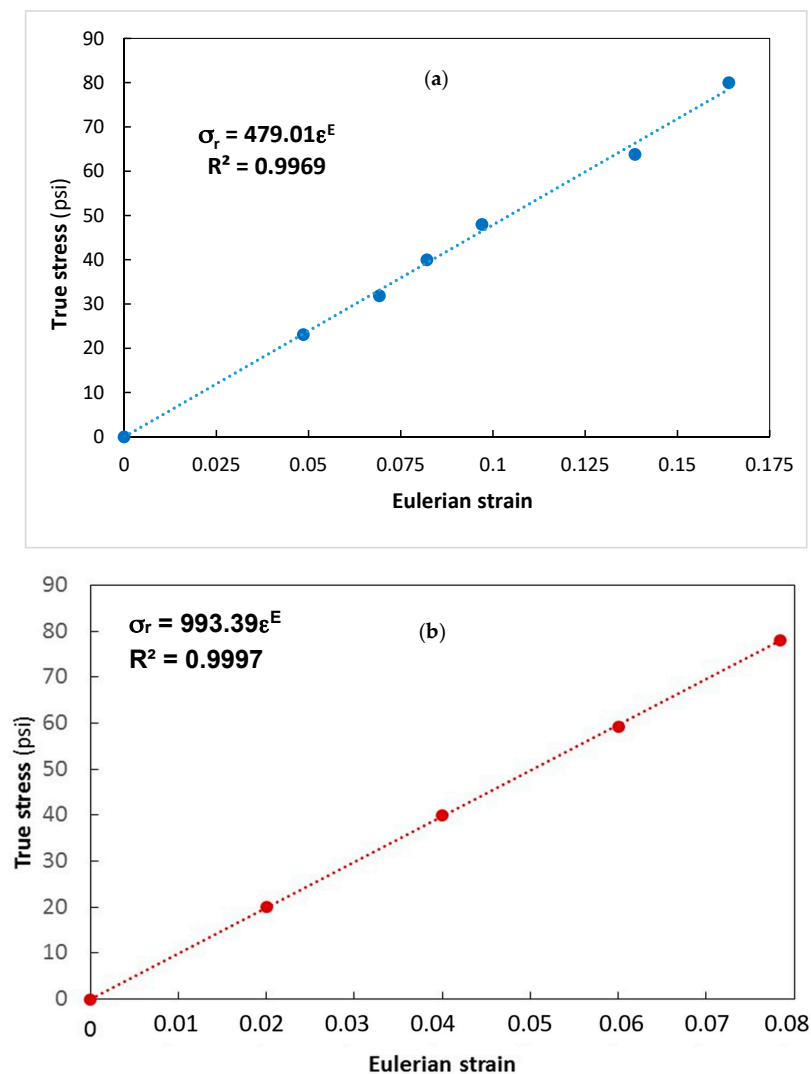 90
(a)
80
σr = 479.01εᴱ
R² = 0.9969
70
60
50
40
30
20
10
0
True stress (psi)
0 0.025 0.05 0.075 0.1 0.125 0.15 0.175
Eulerian strain
90
σr = 993.39εᴱ
(b)
R² = 0.9997
80
70
60
50
40
30
20
10
0
True stress (psi)
0 0.01 0.02 0.03 0.04 0.05 0.06 0.07 0.08
Eulerian strain